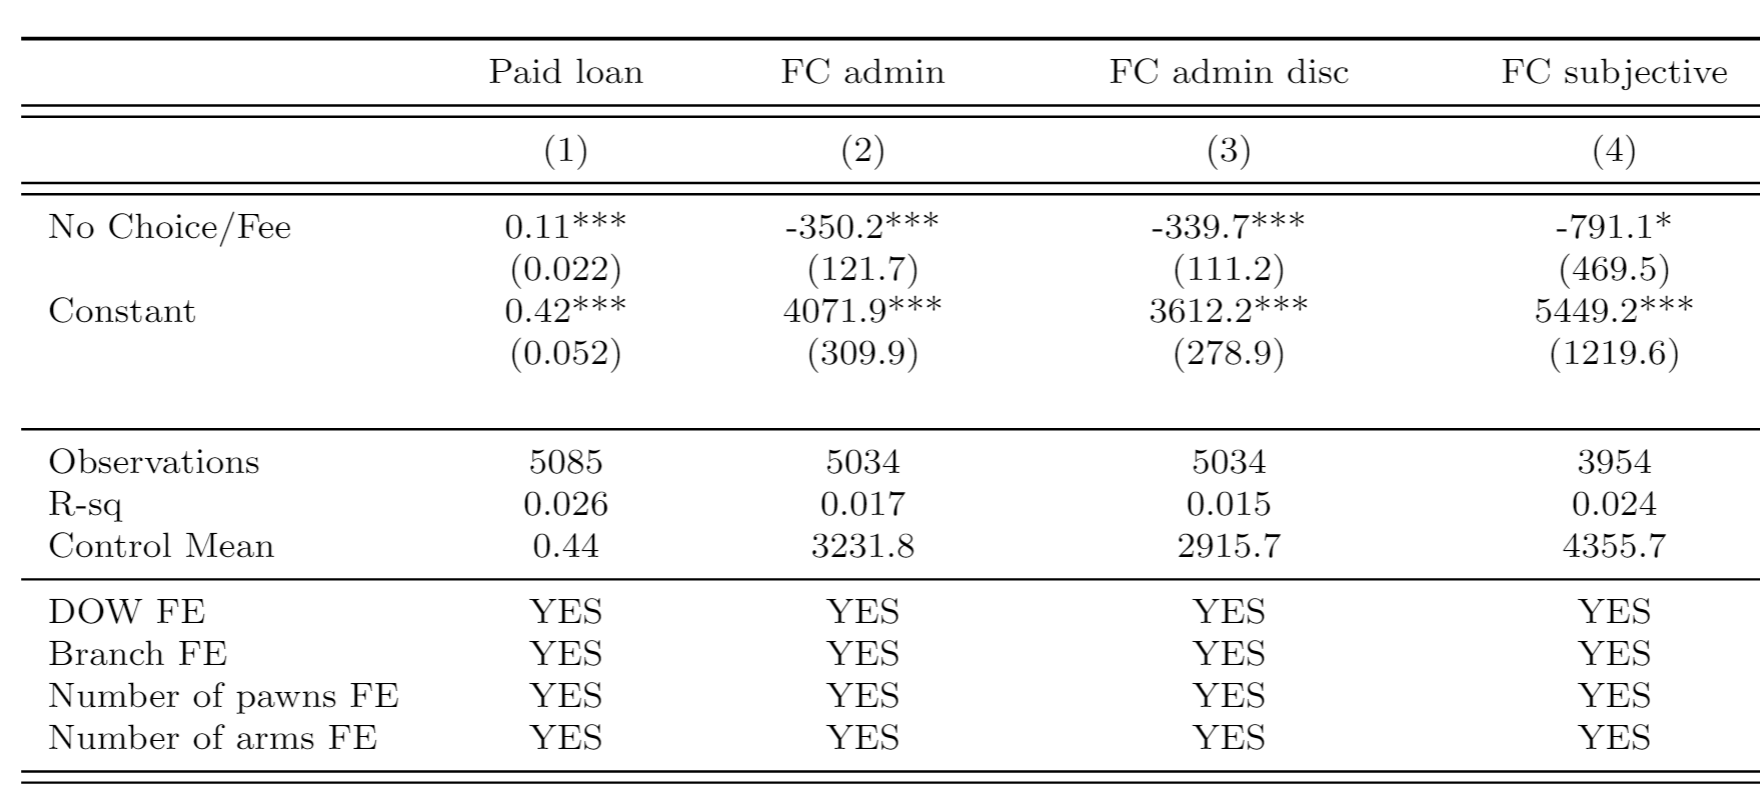 Paid loan FC admin FC admin disc FC subjective
(1) (2) (3) (4)
No Choice/Fee 0.11*** -350.2*** -339.7*** -791.1*
(0.022) (121.7) (111.2) (469.5)
Constant 0.42*** 4071.9*** 3612.2*** 5449.2***
(0.052) (309.9) (278.9) (1219.6)
Observations 5085 5034 5034 3954
R-sq 0.026 0.017 0.015 0.024
Control Mean 0.44 3231.8 2915.7 4355.7
DOW FE YES YES YES YES
Branch FE YES YES YES YES
Number of pawns FE YES YES YES YES
Number of arms FE YES YES YES YES